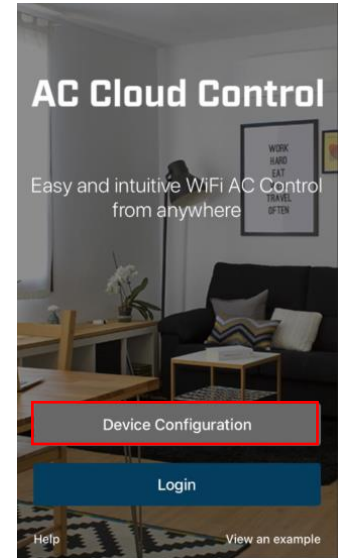 AC Cloud Control
Easy and intuitive WiFi AC Control
from anywhere
WORK
HARD
EAT
TRAVEL
OFTEN
Device Configuration
Login
Help
View an example